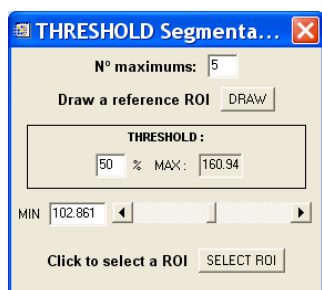 THRESHOLD Segmenta...
Nº maximums: 5
Draw a reference ROI DRAW
THRESHOLD :
50 % MAX: 160.94
MIN 102.861
Click to select a ROI SELECT ROI